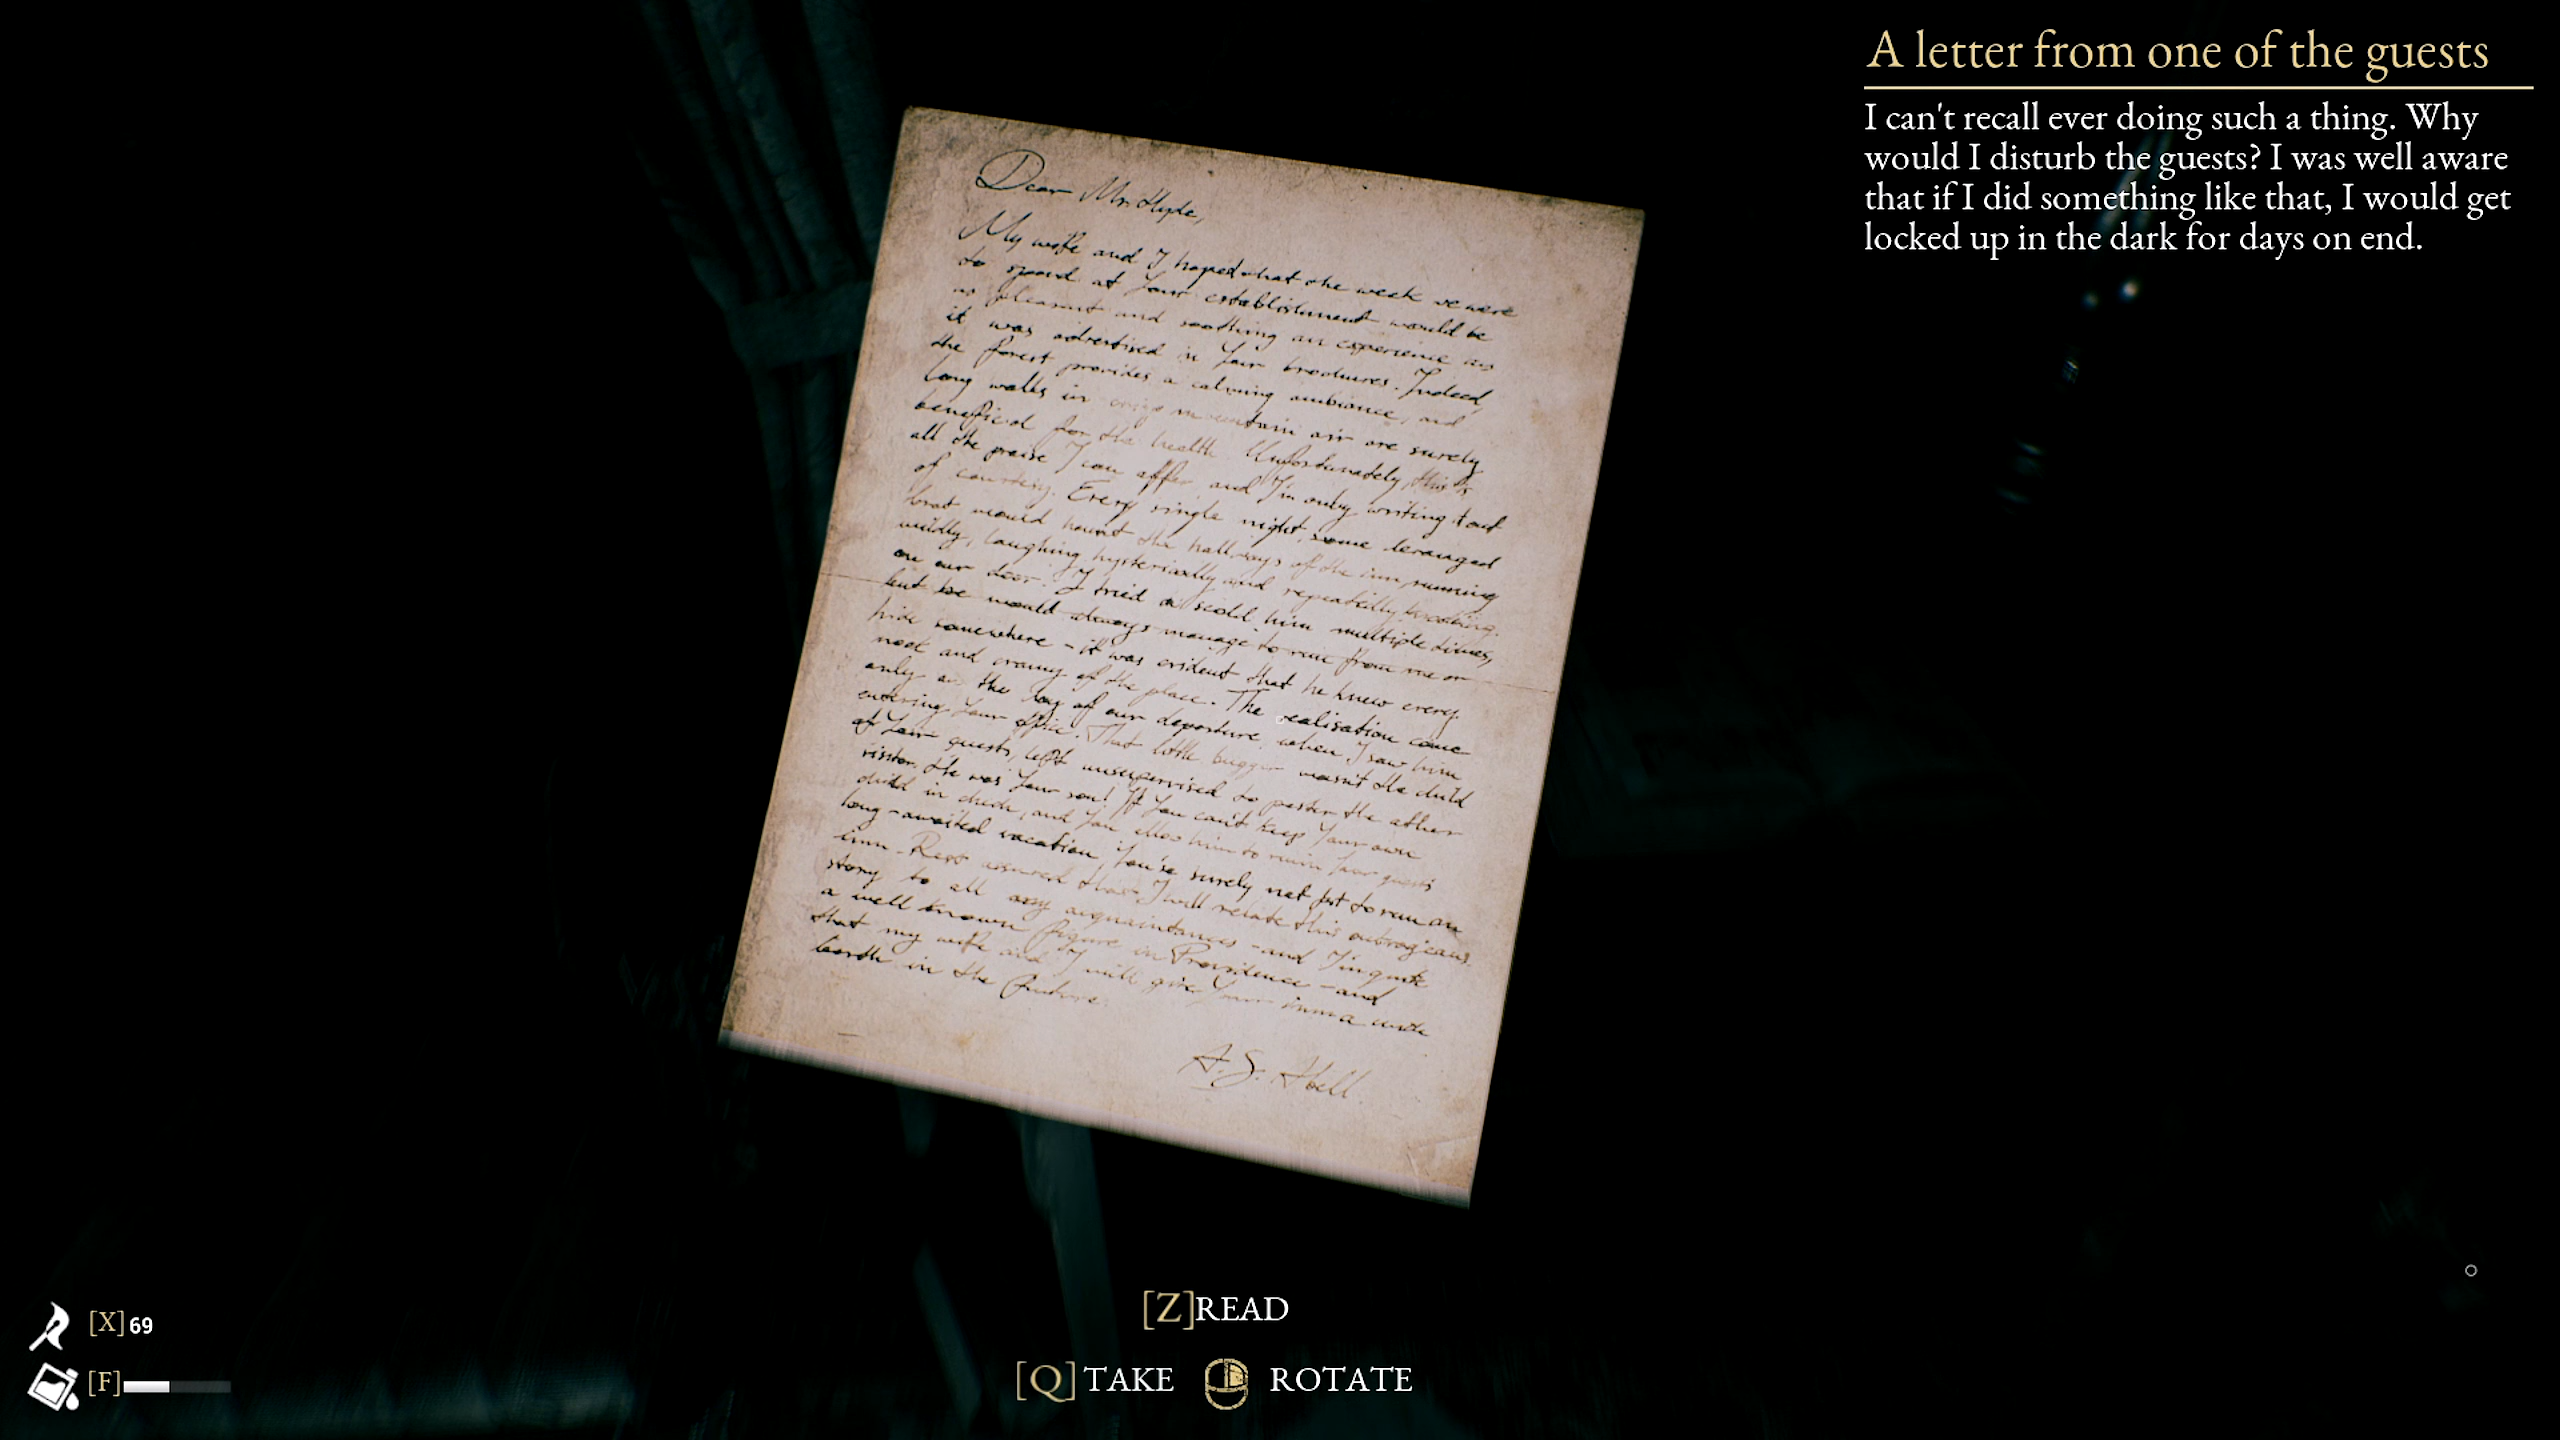 A letter from one of the guests
I can't recall ever doing such a thing. Why
would I disturb the guests? I was well aware
that if I did something like that, I would get
locked up in the dark for days on end.
Dear Mr. Hyde,
My wife and I hoped that the week we were
to spend at Your establishment would be
as pleasant and soothing an experience as
it was advertised in Your brochures. Indeed,
the forest provides a calming ambiance, and
long walks in crisp mountain air are surely
beneficial for the health. Unfortunately, this is
all the praise I can offer, and I'm only writing it out
of courtesy. Every single night, some deranged
brat would haunt the hallways of the inn, running
wildly, laughing hysterically and repeatedly knocking
on our door. I tried to scold him multiple times,
but he would always manage to run from me or
hide somewhere - it was evident that he knew every
nook and cranny of the place. The realisation came
only on the day of our departure, when I saw him
entering Your office. That little bugger wasn't the child
of Your guests, left unsupervised to pester the other
visitors. He was Your son! If You can't keep Your own
child in check, and You allow him to ruin Your guests
long-awaited vacation, You're surely not fit to run an
inn. Rest assured that I will relate this outrageous
story to all my acquaintances - and I'm quite
a well known figure in Providence - and
that my wife and I will give Your inn a wide
berth in the future.
[Z]READ
[X] 69
[F]
[Q] TAKE ROTATE